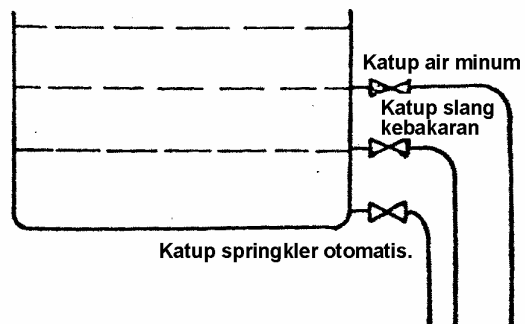 Katup air minum
Katup slang
kebakaran
Katup springkler otomatis.